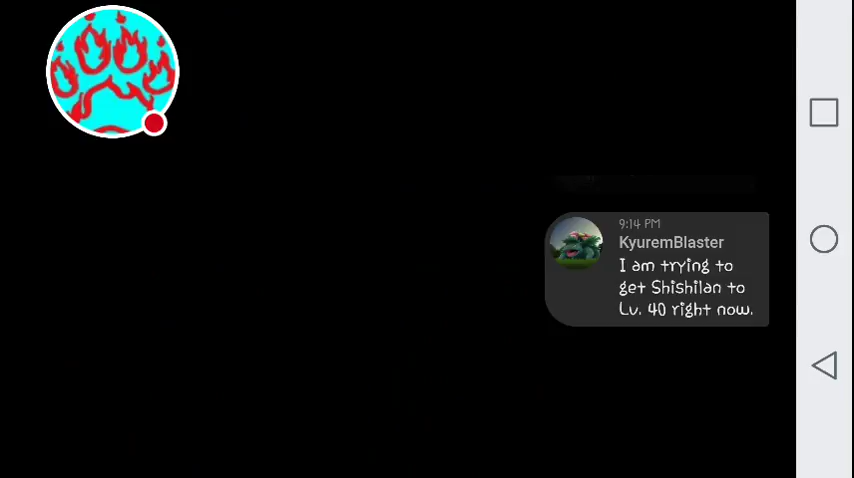 9:14 PM
KyuremBlaster
I am trying to
get Shishilan to
Lv. 40 right now.